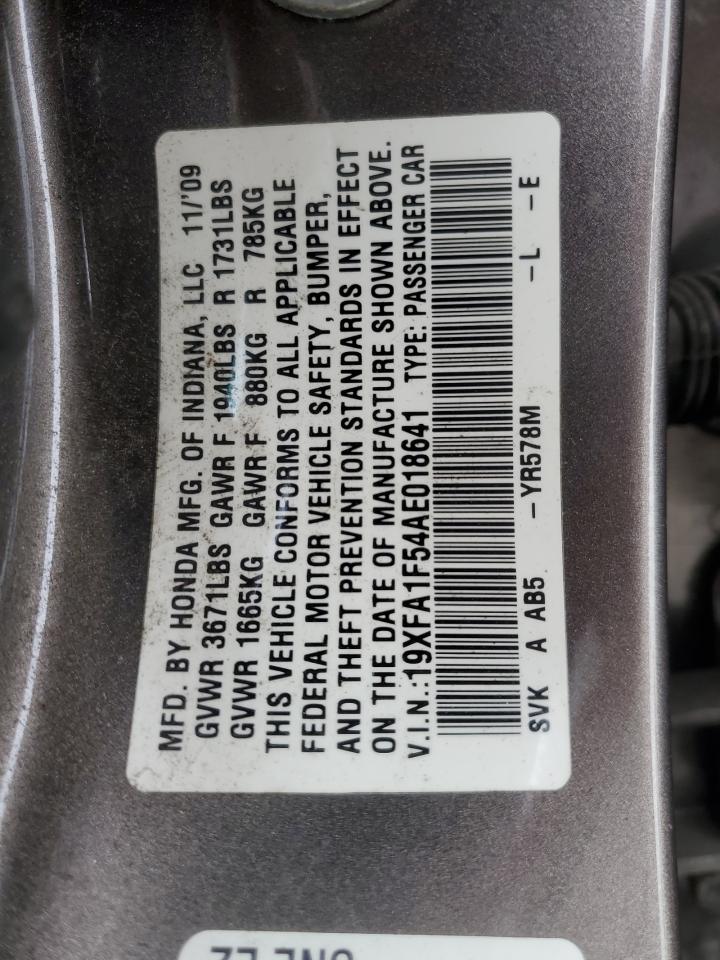 MFD. BY HONDA MFG. OF INDIANA, LLC 11/'09
GVWR 3671LBS GAWR F 1940LBS R 1731LBS
GVWR 1665KG GAWR F 880KG R 785KG
THIS VEHICLE CONFORMS TO ALL APPLICABLE
FEDERAL MOTOR VEHICLE SAFETY, BUMPER,
AND THEFT PREVENTION STANDARDS IN EFFECT
ON THE DATE OF MANUFACTURE SHOWN ABOVE.
V.I.N.:19XFA1F54AE018641 TYPE: PASSENGER CAR
SVK A AB5 -YR578M -L -E